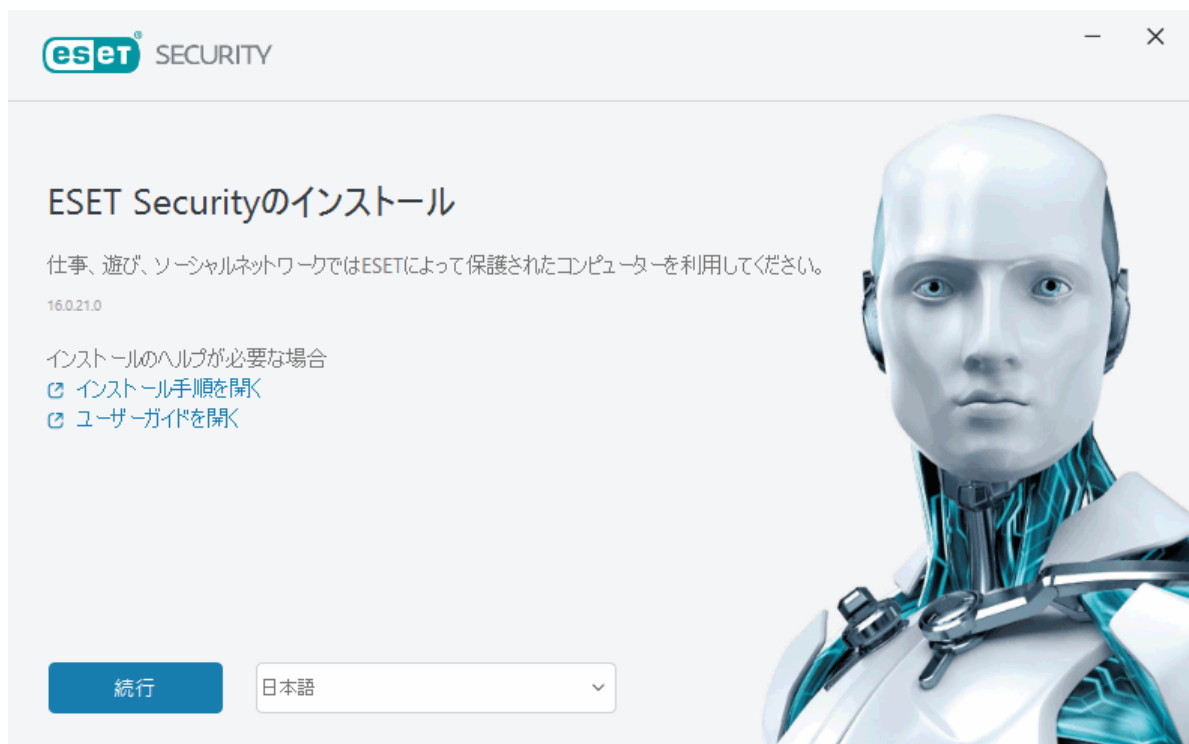 eseT® SECURITY
ESET Securityのインストール
仕事、遊び、ソーシャルネットワークではESETによって保護されたコンピューターを利用してください。
16.0.21.0
インストールのヘルプが必要な場合
インストール手順を開く
ユーザーガイドを開く
続行
日本語